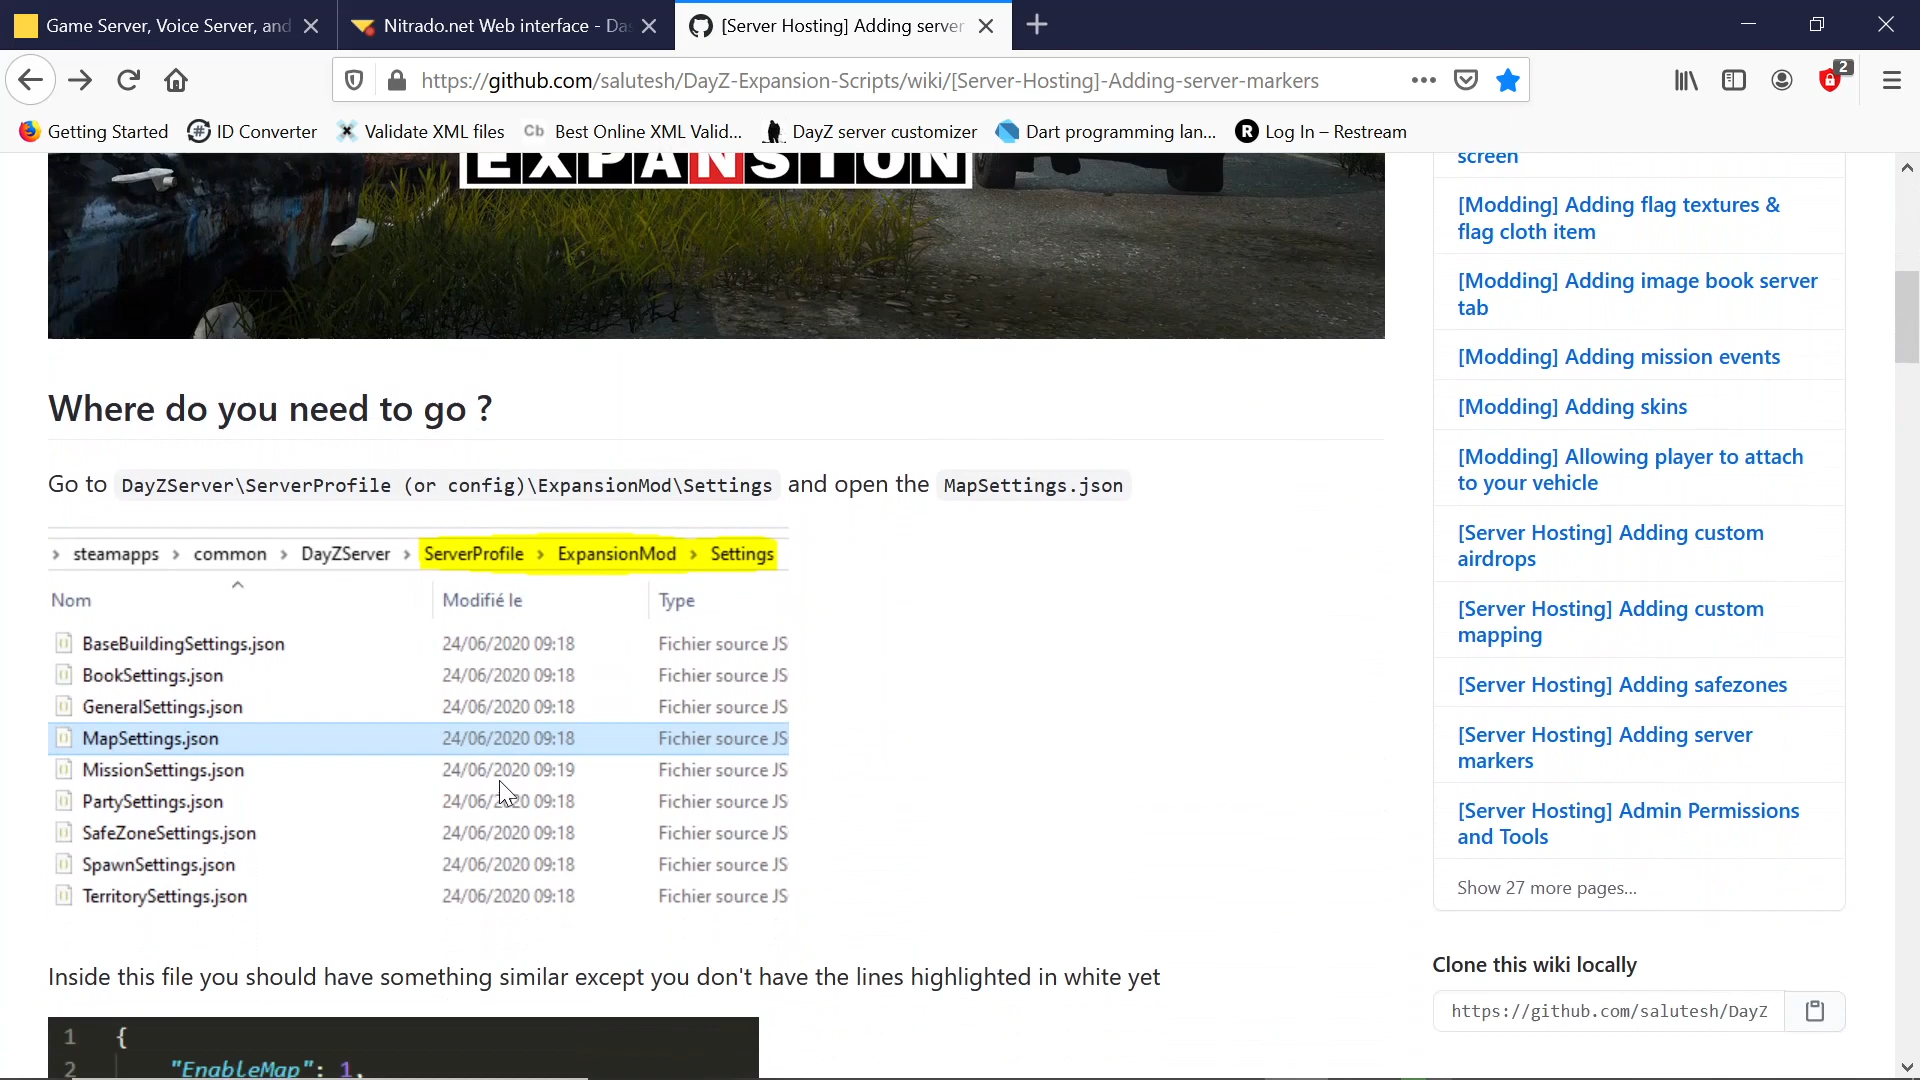 Game Server, Voice Server, and
Nitrado.net Web interface - Das
[Server Hosting] Adding server
https://github.com/salutesh/DayZ-Expansion-Scripts/wiki/[Server-Hosting]-Adding-server-markers
2
Getting Started
ID Converter
Validate XML files
Cb Best Online XML Valid...
DayZ server customizer
Dart programming lan...
R Log In – Restream
EXPANSION
Where do you need to go ?
Go to DayZServer\ServerProfile (or config)\ExpansionMod\Settings and open the MapSettings.json
› steamapps › common › DayZServer › ServerProfile › ExpansionMod › Settings
Nom Modifié le Type
BaseBuildingSettings.json 24/06/2020 09:18 Fichier source JS
BookSettings.json 24/06/2020 09:18 Fichier source JS
GeneralSettings.json 24/06/2020 09:18 Fichier source JS
MapSettings.json 24/06/2020 09:18 Fichier source JS
MissionSettings.json 24/06/2020 09:19 Fichier source JS
PartySettings.json 24/06/2020 09:18 Fichier source JS
SafeZoneSettings.json 24/06/2020 09:18 Fichier source JS
SpawnSettings.json 24/06/2020 09:18 Fichier source JS
TerritorySettings.json 24/06/2020 09:18 Fichier source JS
Inside this file you should have something similar except you don't have the lines highlighted in white yet
1 {
2 "EnableMap": 1,
screen
[Modding] Adding flag textures &
flag cloth item
[Modding] Adding image book server
tab
[Modding] Adding mission events
[Modding] Adding skins
[Modding] Allowing player to attach
to your vehicle
[Server Hosting] Adding custom
airdrops
[Server Hosting] Adding custom
mapping
[Server Hosting] Adding safezones
[Server Hosting] Adding server
markers
[Server Hosting] Admin Permissions
and Tools
Show 27 more pages...
Clone this wiki locally
https://github.com/salutesh/DayZ